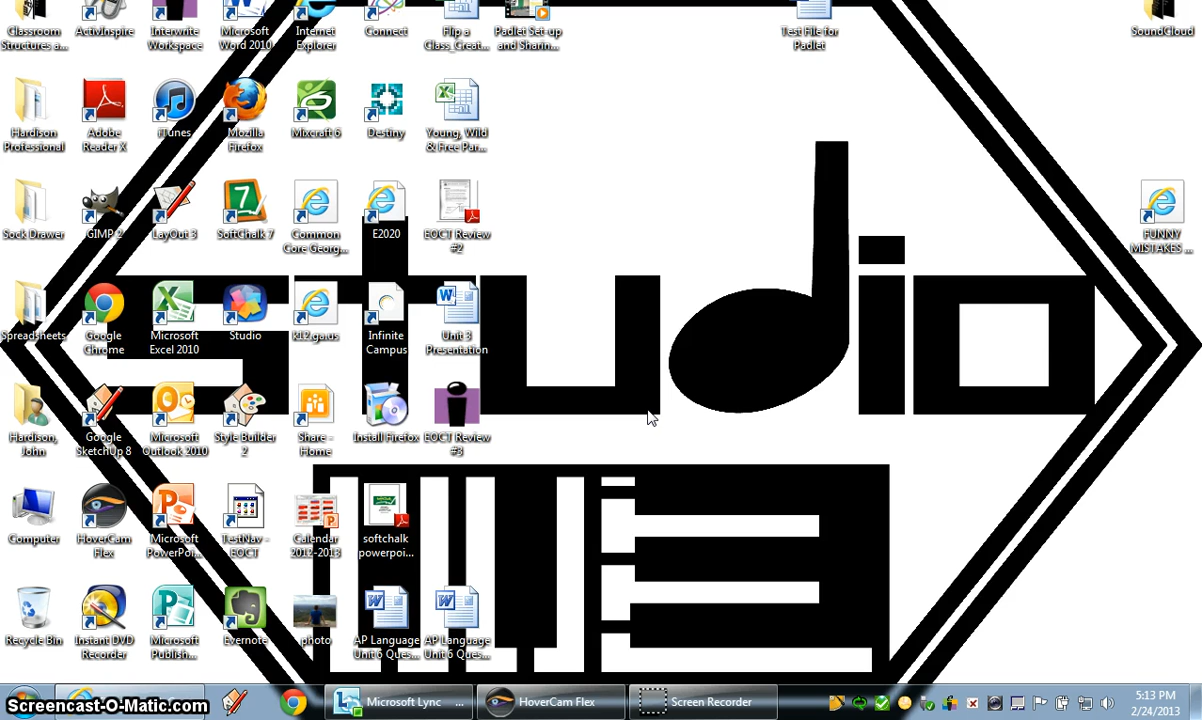 Classroom
Structures a...
ActivInspire
Interwrite
Workspace
Microsoft
Word 2010
Internet
Explorer
Connect
Flip a
Class_Creat...
Padlet Set-up
and Sharin...
Test File for
Padlet
SoundCloud
Hardison
Professional
Adobe
Reader X
iTunes
Mozilla
Firefox
Mixcraft 6
Destiny
Young, Wild
& Free Par...
Sock Drawer
GIMP 2
LayOut 3
SoftChalk 7
Common
Core Georg...
E2020
EOCT Review
#2
FUNNY
MISTAKES ...
studio
Spreadsheets
Google
Chrome
Microsoft
Excel 2010
Studio
k12.ga.us
Infinite
Campus
Unit 3
Presentation
Hardison,
John
Google
SketchUp 8
Microsoft
Outlook 2010
Style Builder
2
Share -
Home
Install Firefox
EOCT Review
#3
Computer
HoverCam
Flex
Microsoft
PowerPoi...
TestNav -
EOCT
Calendar
2012-2013
softchalk
powerpoi...
Recycle Bin
Instant DVD
Recorder
Microsoft
Publish...
Evernote
photo
AP Language
Unit 6 Ques...
AP Language
Unit 6 Ques...
Screencast-O-Matic.com
Microsoft Lync ...
HoverCam Flex
Screen Recorder
5:13 PM
2/24/2013